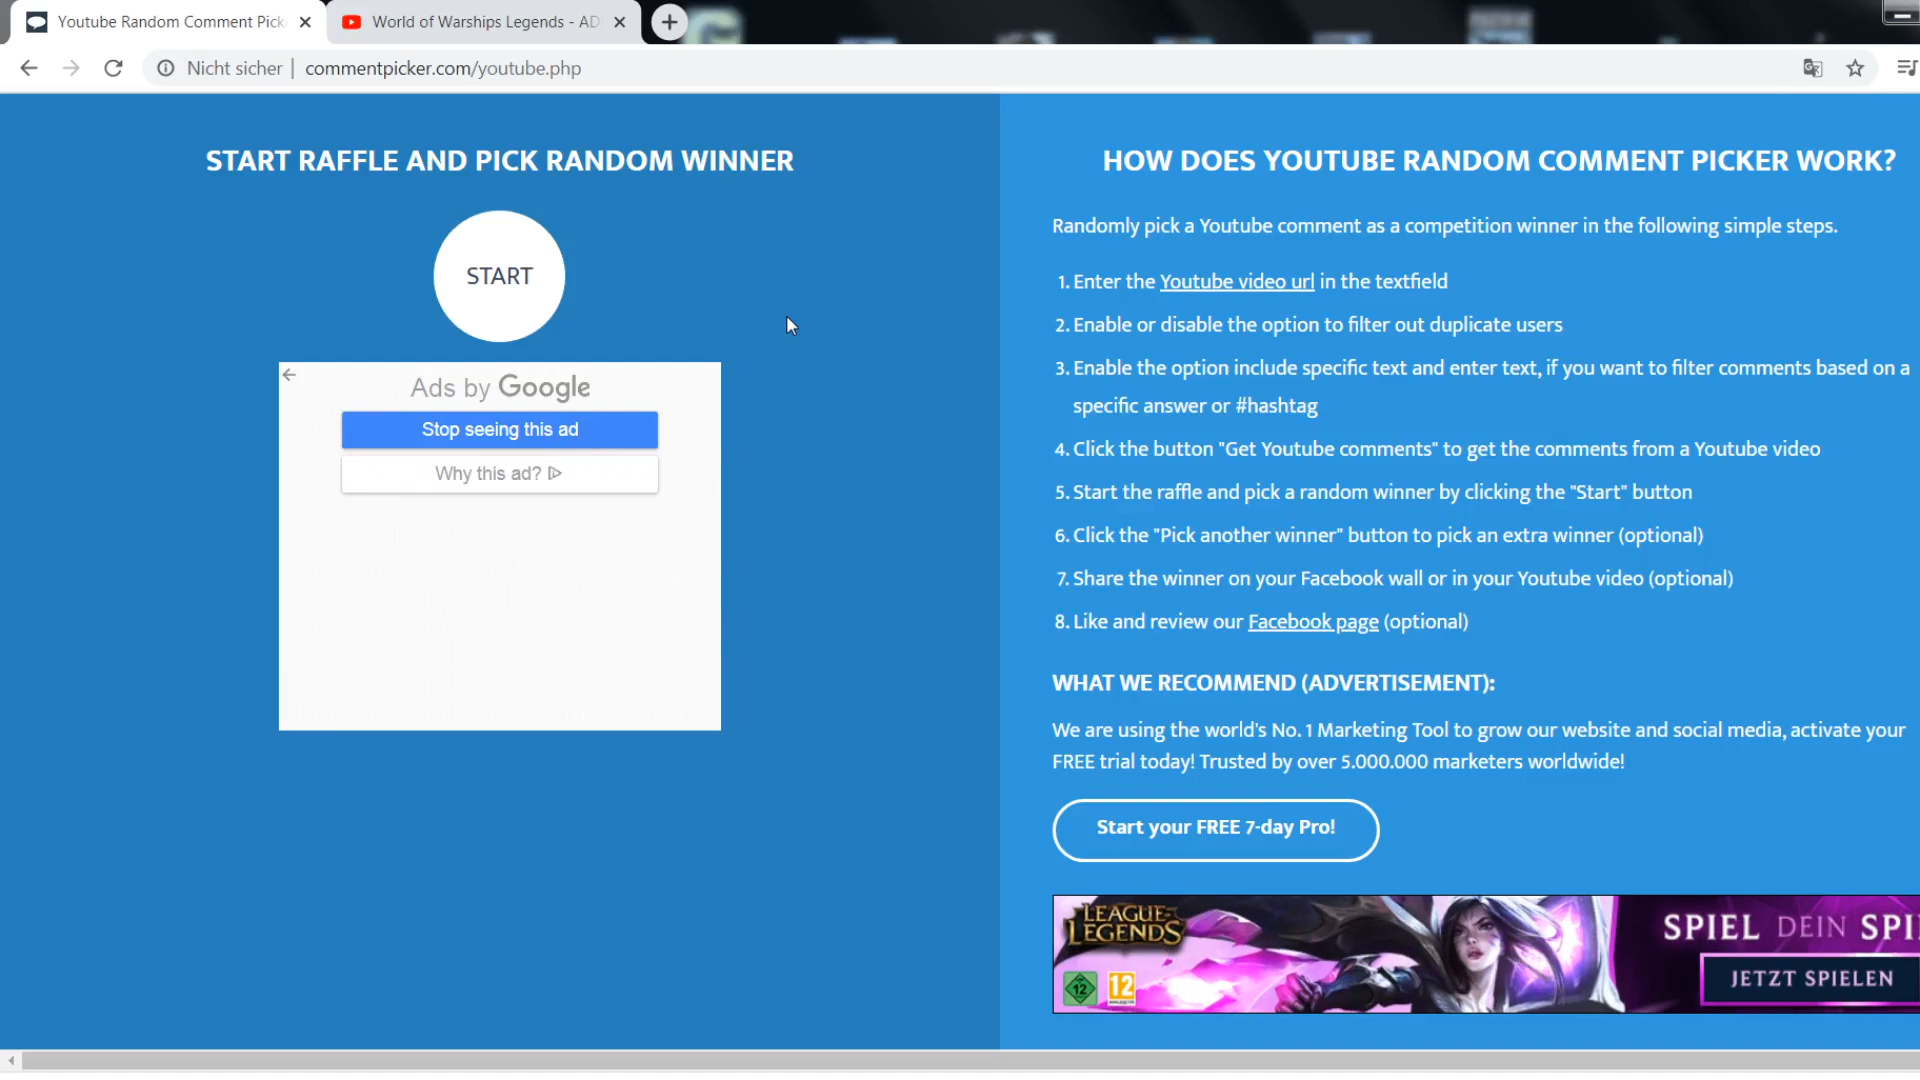 Youtube Random Comment Pick
World of Warships Legends - AD
Nicht sicher | commentpicker.com/youtube.php
START RAFFLE AND PICK RANDOM WINNER
START
Ads by Google
Stop seeing this ad
Why this ad?
HOW DOES YOUTUBE RANDOM COMMENT PICKER WORK?
Randomly pick a Youtube comment as a competition winner in the following simple steps.
1. Enter the Youtube video url in the textfield
2. Enable or disable the option to filter out duplicate users
3. Enable the option include specific text and enter text, if you want to filter comments based on a
specific answer or #hashtag
4. Click the button "Get Youtube comments" to get the comments from a Youtube video
5. Start the raffle and pick a random winner by clicking the "Start" button
6. Click the "Pick another winner" button to pick an extra winner (optional)
7. Share the winner on your Facebook wall or in your Youtube video (optional)
8. Like and review our Facebook page (optional)
WHAT WE RECOMMEND (ADVERTISEMENT):
We are using the world's No. 1 Marketing Tool to grow our website and social media, activate your
FREE trial today! Trusted by over 5.000.000 marketers worldwide!
Start your FREE 7-day Pro!
LEAGUE OF
LEGENDS
12 12
SPIEL DEIN SPI
JETZT SPIELEN